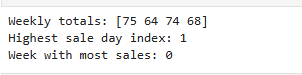 Weekly totals: [75 64 74 68]
Highest sale day index: 1
Week with most sales: 0